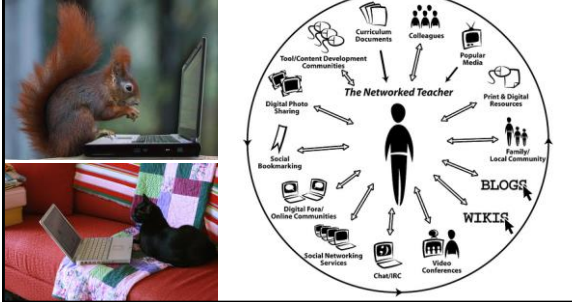 Curriculum
Documents
Colleagues
Tool/Content Development
Communities
Popular
Media
The Networked Teacher
Digital Photo
Sharing
Print & Digital
Resources
Social
Bookmarking
Family/
Local Community
BLOGS
Digital Fora/
Online Communities
WIKIS
Social Networking
Services
Chat/IRC
Video
Conferences